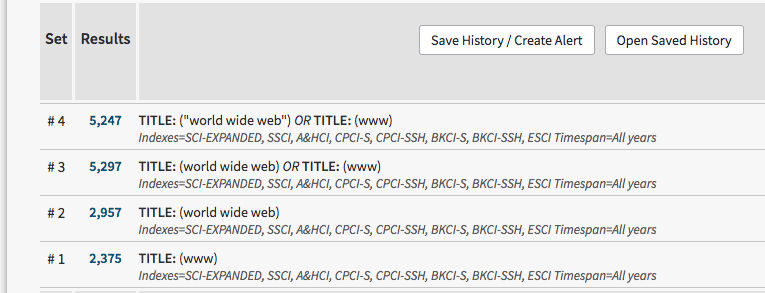 Set Results Save History / Create Alert Open Saved History
# 4 5,247 TITLE: ("world wide web") OR TITLE: (www)
Indexes=SCI-EXPANDED, SSCI, A&HCI, CPCI-S, CPCI-SSH, BKCI-S, BKCI-SSH, ESCI Timespan=All years
# 3 5,297 TITLE: (world wide web) OR TITLE: (www)
Indexes=SCI-EXPANDED, SSCI, A&HCI, CPCI-S, CPCI-SSH, BKCI-S, BKCI-SSH, ESCI Timespan=All years
# 2 2,957 TITLE: (world wide web)
Indexes=SCI-EXPANDED, SSCI, A&HCI, CPCI-S, CPCI-SSH, BKCI-S, BKCI-SSH, ESCI Timespan=All years
# 1 2,375 TITLE: (www)
Indexes=SCI-EXPANDED, SSCI, A&HCI, CPCI-S, CPCI-SSH, BKCI-S, BKCI-SSH, ESCI Timespan=All years